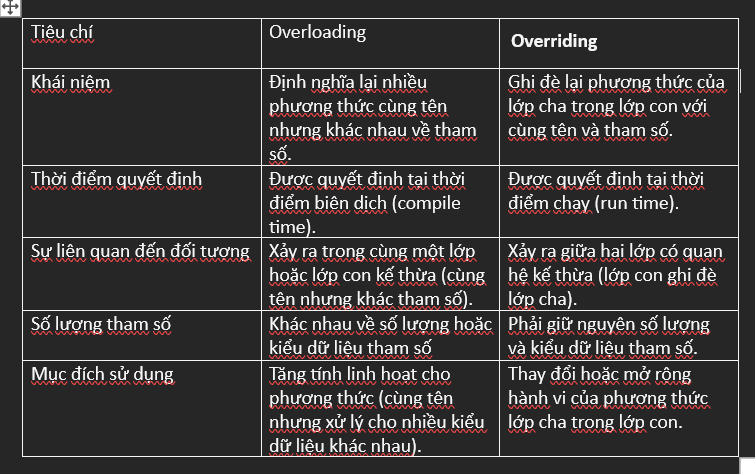 Tiêu chí
Overloading
Overriding
Khái niệm
Định nghĩa lại nhiều
phương thức cùng tên
nhưng khác nhau về tham
số.
Ghi đè lại phương thức của
lớp cha trong lớp con với
cùng tên và tham số.
Thời điểm quyết định
Được quyết định tại thời
điểm biên dịch (compile
time).
Được quyết định tại thời
điểm chạy (run time).
Sự liên quan đến đối tượng
Xảy ra trong cùng một lớp
hoặc lớp con kế thừa (cùng
tên nhưng khác tham số).
Xảy ra giữa hai lớp có quan
hệ kế thừa (lớp con ghi đè
lớp cha).
Số lượng tham số
Khác nhau về số lượng hoặc
kiểu dữ liệu tham số
Phải giữ nguyên số lượng
và kiểu dữ liệu tham số.
Mục đích sử dụng
Tăng tính linh hoạt cho
phương thức (cùng tên
nhưng xử lý cho nhiều kiểu
dữ liệu khác nhau).
Thay đổi hoặc mở rộng
hành vi của phương thức
lớp cha trong lớp con.